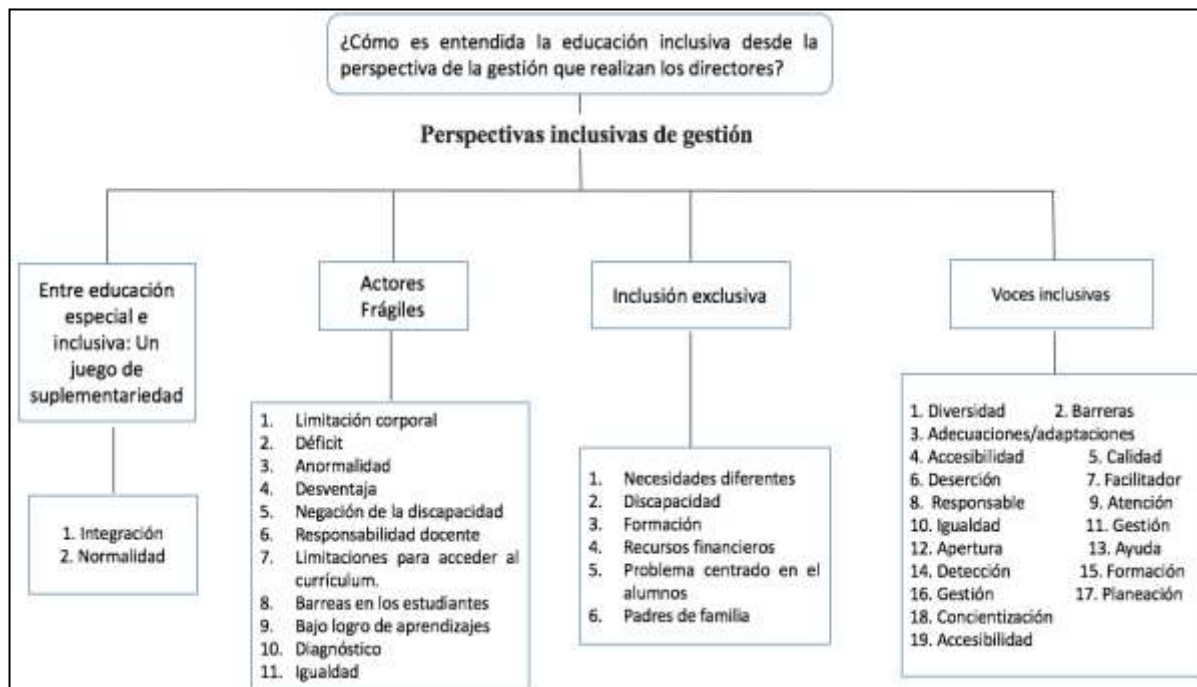 ¿Cómo es entendida la educación inclusiva desde la
perspectiva de la gestión que realizan los directores?
Perspectivas inclusivas de gestión
Entre educación
especial e
inclusiva: Un
juego de
suplementariedad
1. Integración
2. Normalidad
Actores
Frágiles
1. Limitación corporal
2. Déficit
3. Anormalidad
4. Desventaja
5. Negación de la discapacidad
6. Responsabilidad docente
7. Limitaciones para acceder al
currículum.
8. Barreas en los estudiantes
9. Bajo logro de aprendizajes
10. Diagnóstico
11. Igualdad
Inclusión exclusiva
1. Necesidades diferentes
2. Discapacidad
3. Formación
4. Recursos financieros
5. Problema centrado en el
alumnos
6. Padres de familia
Voces inclusivas
1. Diversidad 2. Barreras
3. Adecuaciones/adaptaciones
4. Accesibilidad 5. Calidad
6. Deserción 7. Facilitador
8. Responsable 9. Atención
10. Igualdad 11. Gestión
12. Apertura 13. Ayuda
14. Detección 15. Formación
16. Gestión 17. Planeación
18. Concientización
19. Accesibilidad